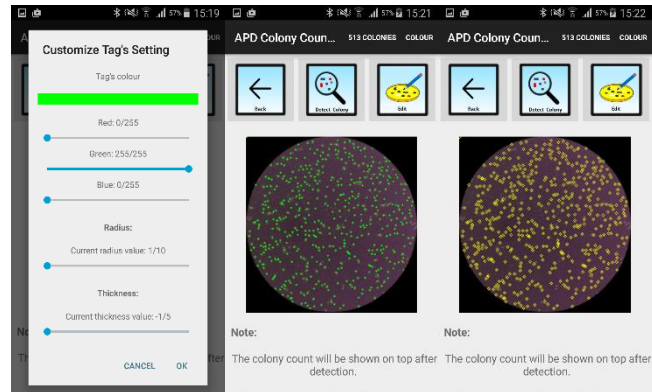 57% 15:19
Customize Tag's Setting
Tag's colour
Red: 0/255
Green: 255/255
Blue: 0/255
Radius:
Current radius value: 1/10
Thickness:
Current thickness value: -1/5
CANCEL OK
57% 15:21
APD Colony Coun... 513 COLONIES COLOUR
Back Detect Colony Edit
Note:
The colony count will be shown on top after
detection.
57% 15:22
APD Colony Coun... 513 COLONIES COLOUR
Back Detect Colony Edit
Note:
The colony count will be shown on top after
detection.